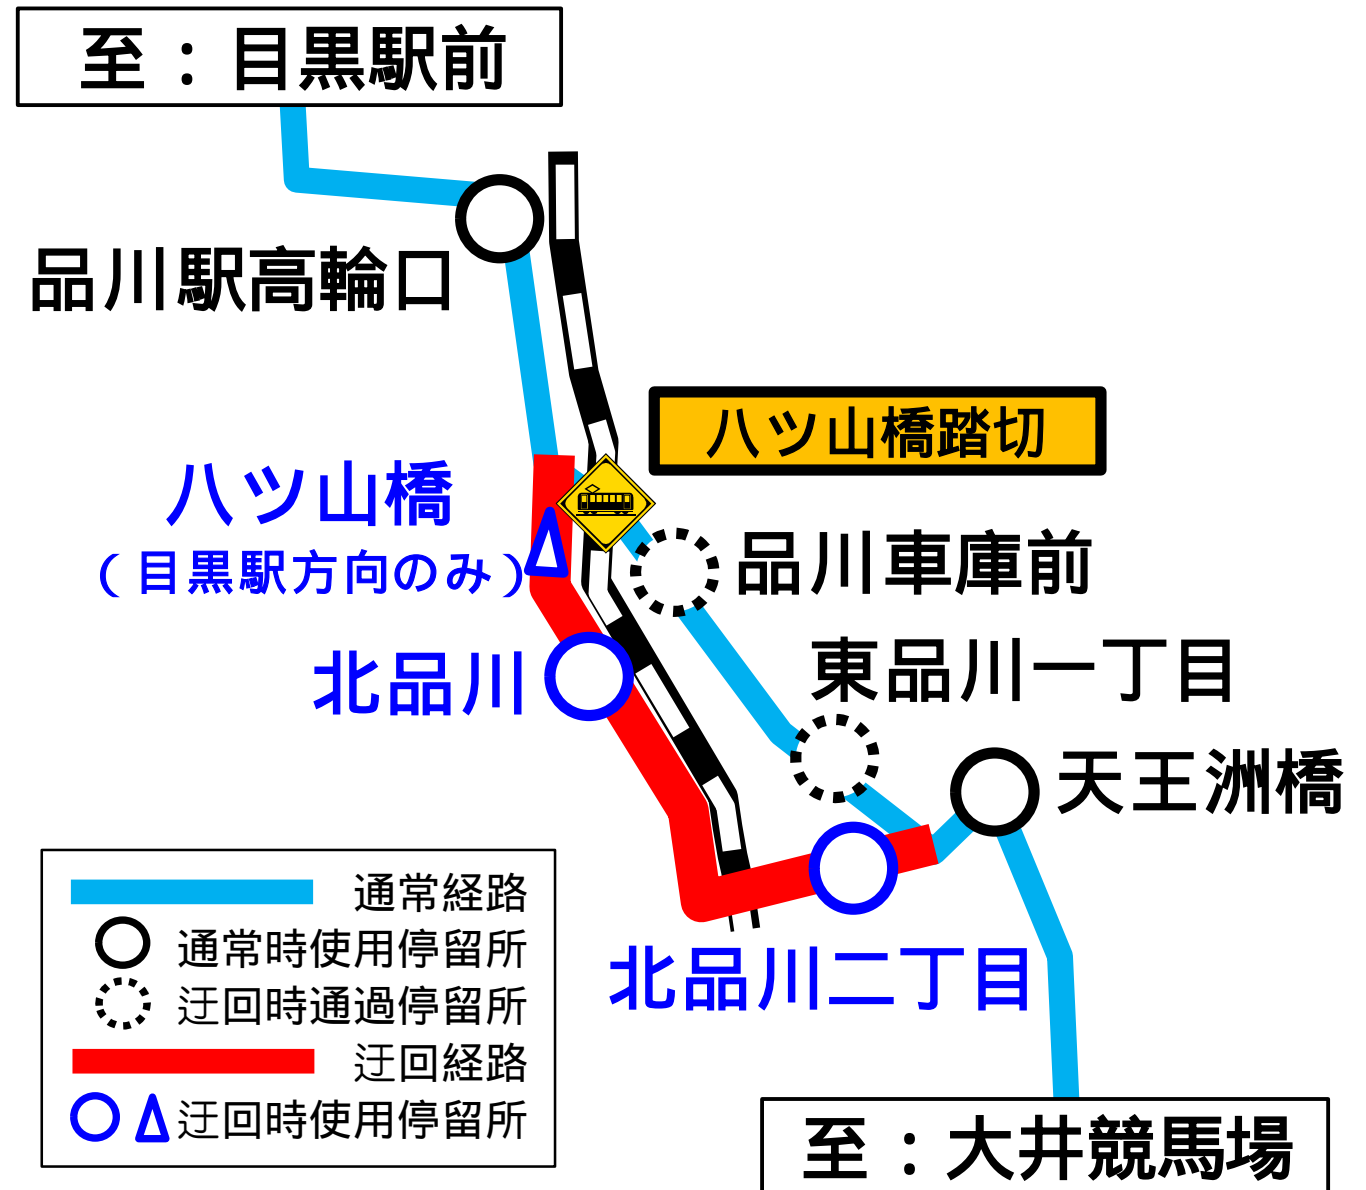 至：目黒駅前
品川駅高輪口
八ツ山橋踏切
八ツ山橋
（目黒駅方向のみ）
品川車庫前
北品川
東品川一丁目
天王洲橋
北品川二丁目
通常経路
通常時使用停留所
迂回時通過停留所
迂回経路
迂回時使用停留所
至：大井競馬場